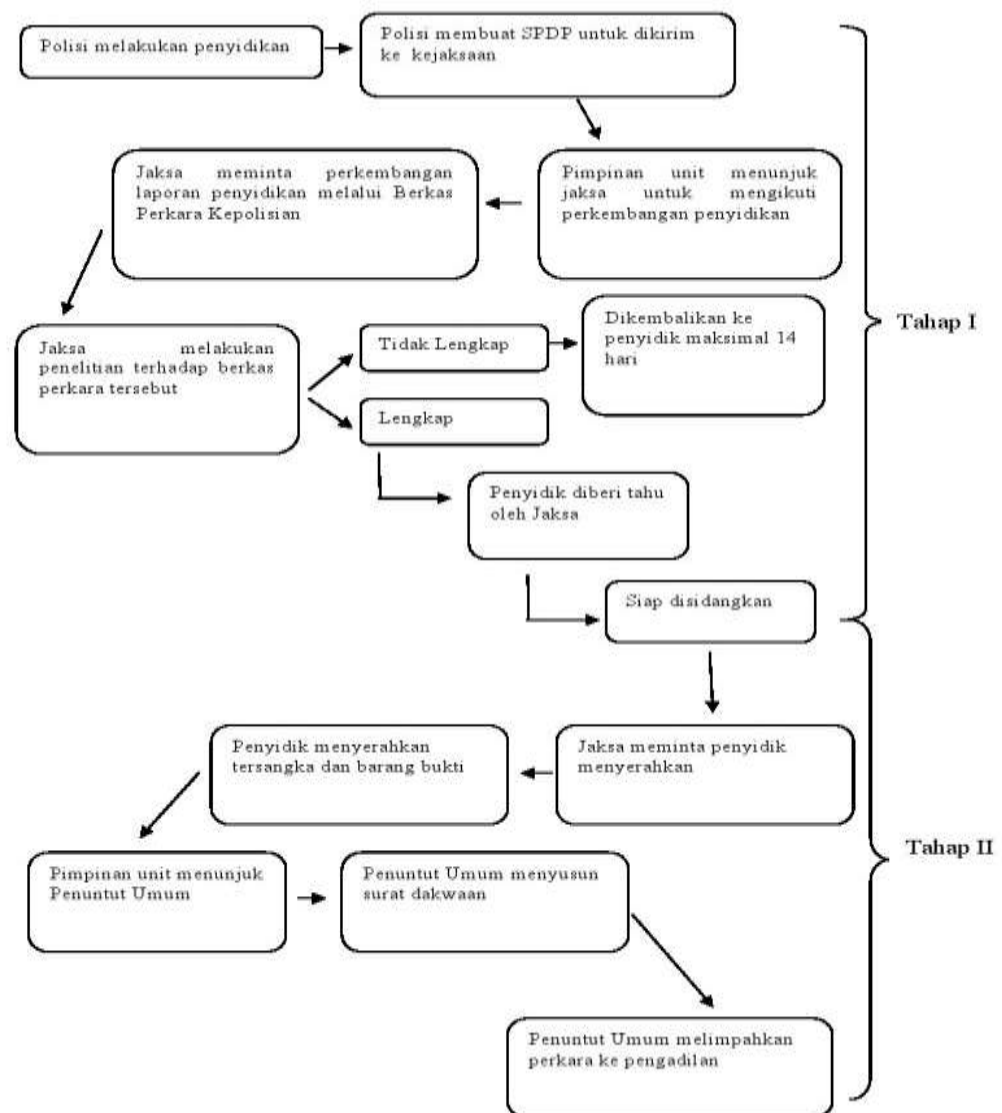 Polisi melakukan penyidikan
Polisi membuat SPDP untuk dikirim
ke kejaksaan
Pimpinan unit menunjuk
jaksa untuk mengikuti
perkembangan penyidikan
Jaksa meminta perkembangan
laporan penyidikan melalui Berkas
Perkara Kepolisian
Jaksa melakukan
penelitian terhadap berkas
perkara tersebut
Tidak Lengkap
Dikembalikan ke
penyidik maksimal 14
hari
Lengkap
Penyidik diberi tahu
oleh Jaksa
Siap disidangkan
Tahap I
Jaksa meminta penyidik
menyerahkan
Penyidik menyerahkan
tersangka dan barang bukti
Pimpinan unit menunjuk
Penuntut Umum
Penuntut Umum menyusun
surat dakwaan
Penuntut Umum melimpahkan
perkara ke pengadilan
Tahap II